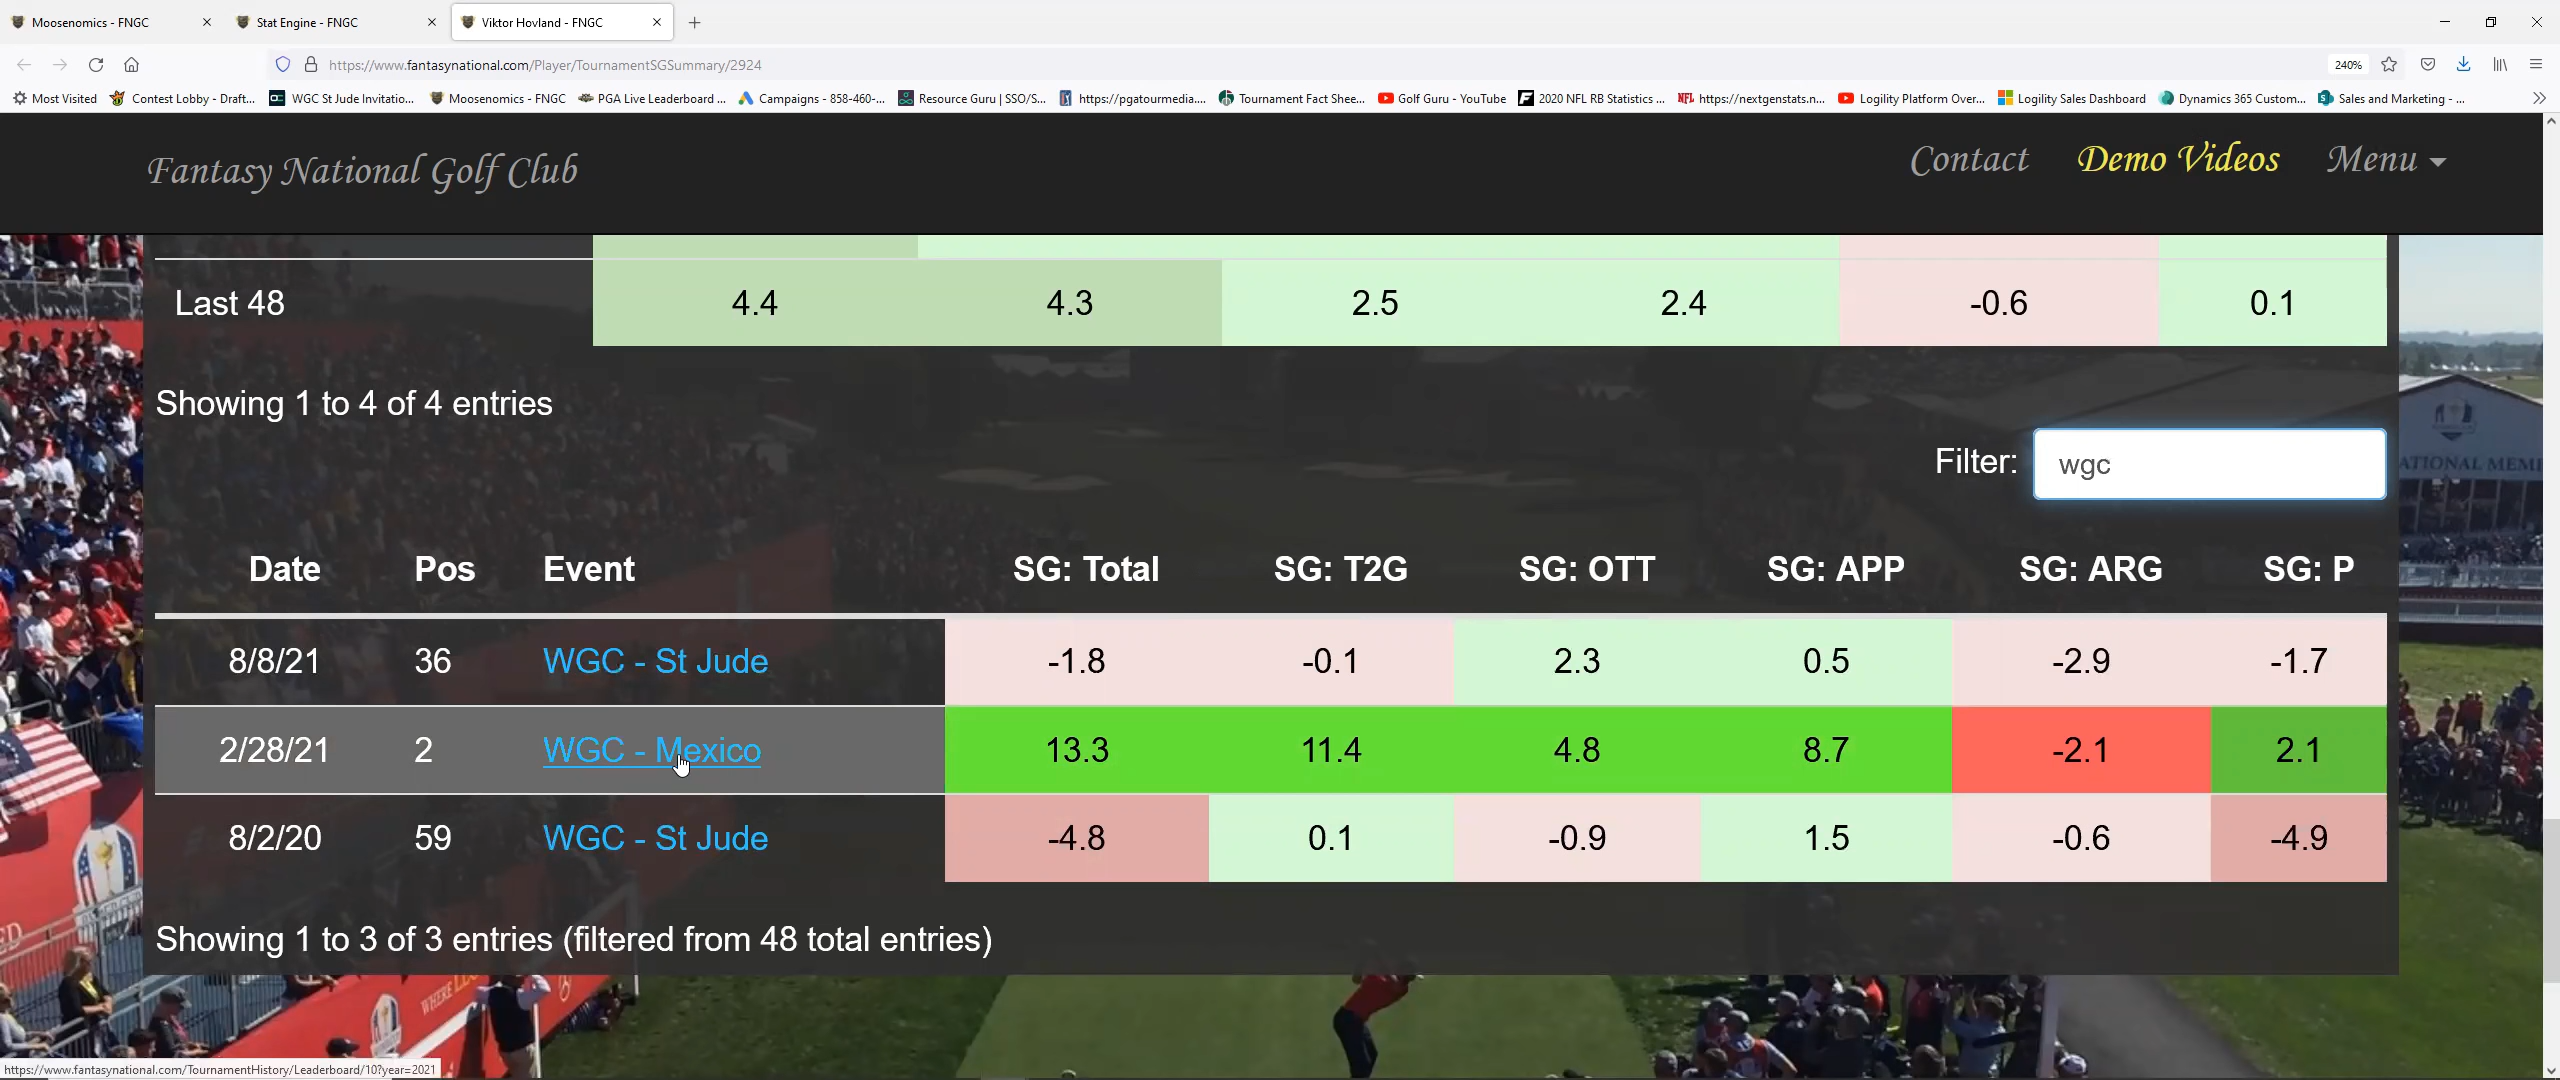 Moosenomics - FNGC
Stat Engine - FNGC
Viktor Hovland - FNGC
https://www.fantasynational.com/Player/TournamentSGSummary/2924
240%
Most Visited
Contest Lobby - Draft...
WGC St Jude Invitatio...
Moosenomics - FNGC
PGA Live Leaderboard ...
Campaigns - 858-460-...
Resource Guru | SSO/S...
https://pgatourmedia....
Tournament Fact Shee...
Golf Guru - YouTube
2020 NFL RB Statistics ...
https://nextgenstats.n...
Logility Platform Over...
Logility Sales Dashboard
Dynamics 365 Custom...
Sales and Marketing - ...
Fantasy National Golf Club
Contact
Demo Videos
Menu
Last 48 4.4 4.3 2.5 2.4 -0.6 0.1
Showing 1 to 4 of 4 entries
Filter: wgc
Date Pos Event SG: Total SG: T2G SG: OTT SG: APP SG: ARG SG: P
8/8/21 36 WGC - St Jude -1.8 -0.1 2.3 0.5 -2.9 -1.7
2/28/21 2 WGC - Mexico 13.3 11.4 4.8 8.7 -2.1 2.1
8/2/20 59 WGC - St Jude -4.8 0.1 -0.9 1.5 -0.6 -4.9
Showing 1 to 3 of 3 entries (filtered from 48 total entries)
https://www.fantasynational.com/TournamentHistory/Leaderboard/10?year=2021